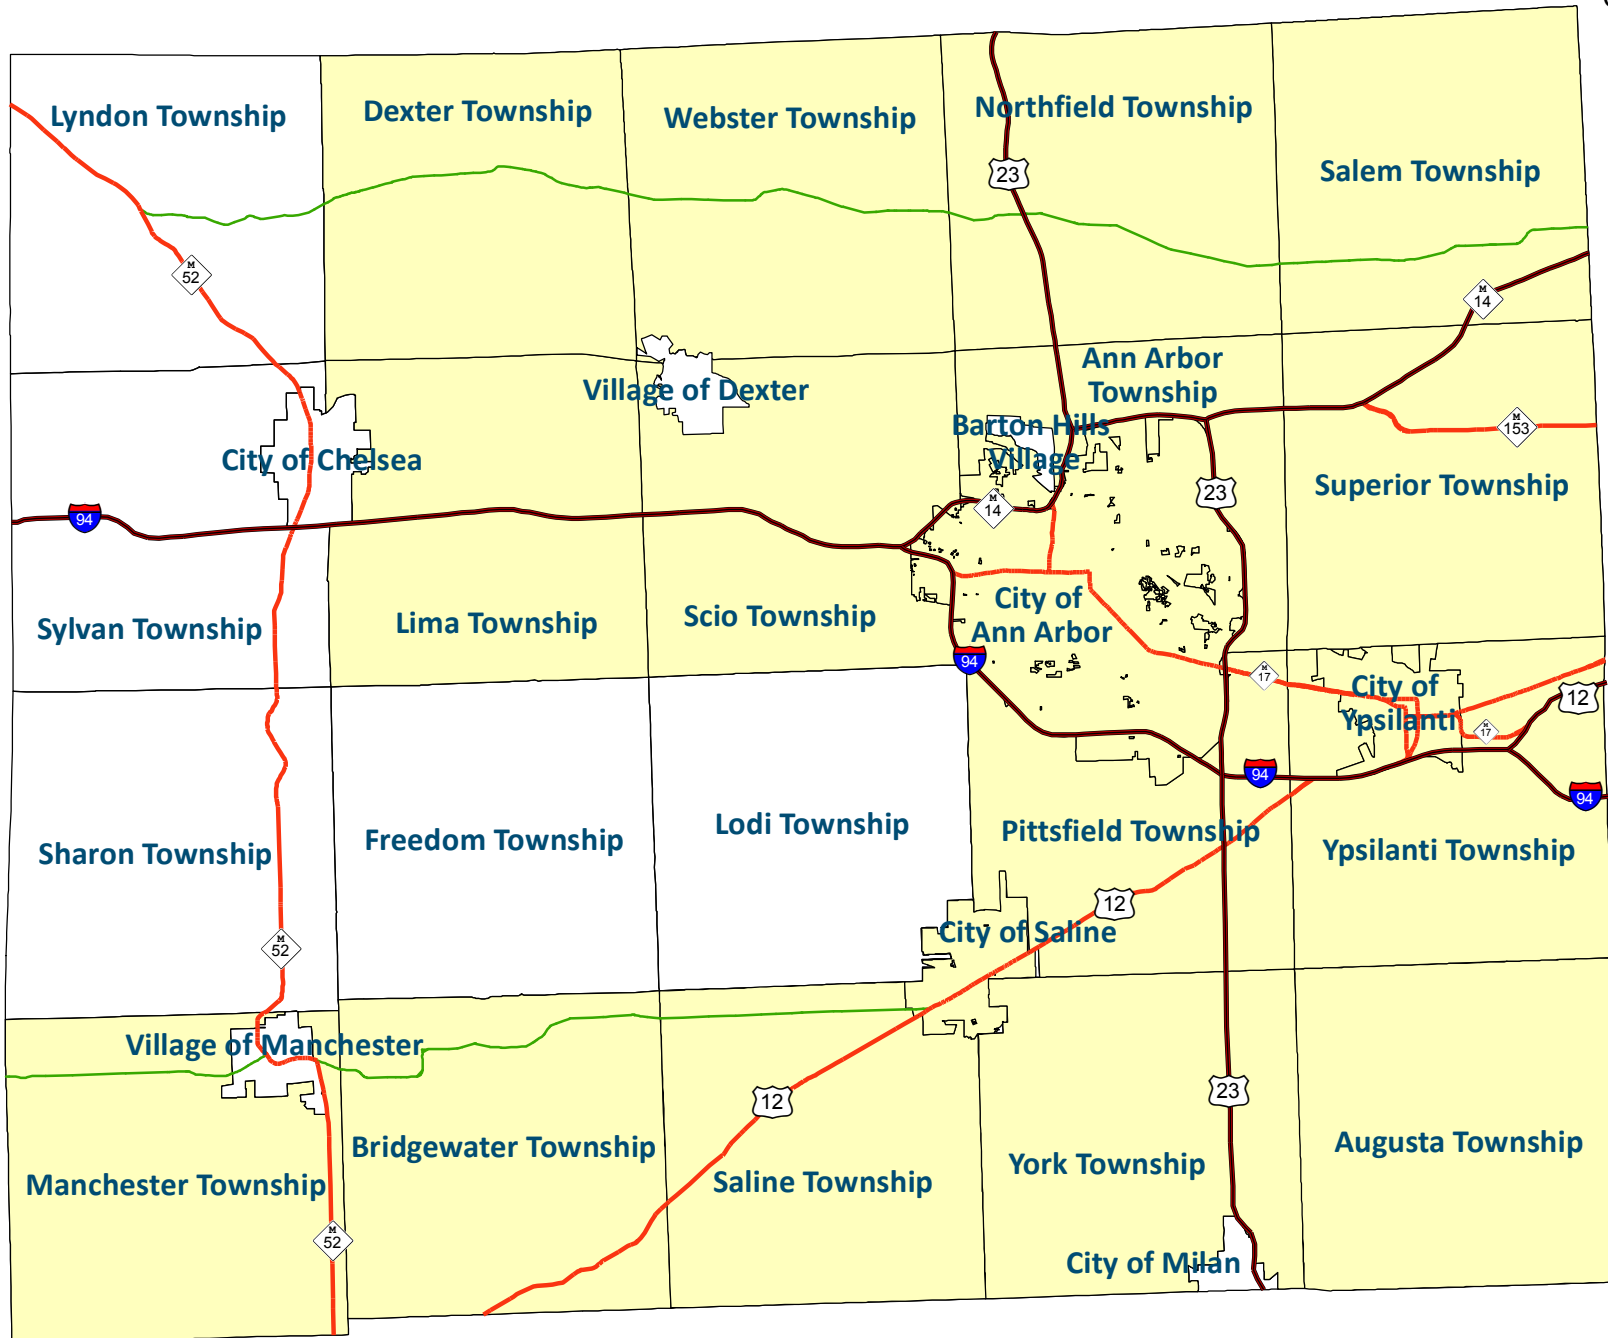 Lyndon Township
Dexter Township
Webster Township
Northfield Township
Salem Township
23
M
52
M
14
Ann Arbor
Township
Village of Dexter
Barton Hills
Village
M
153
City of Chelsea
Superior Township
23
94
M
14
City of
Ann Arbor
Sylvan Township
Lima Township
Scio Township
94
M
17
City of
Ypsilanti
12
M
17
94
94
Sharon Township
Freedom Township
Lodi Township
Pittsfield Township
Ypsilanti Township
12
City of Saline
M
52
Village of Manchester
12
23
Manchester Township
Bridgewater Township
Saline Township
York Township
Augusta Township
M
52
City of Milan